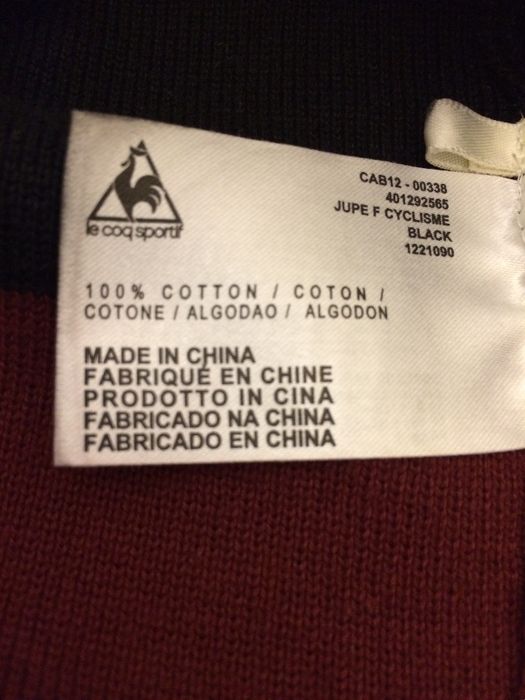 le coq sportif
CAB12 - 00338
401292565
JUPE F CYCLISME
BLACK
1221090
100% COTTON / COTON /
COTONE / ALGODAO / ALGODON
MADE IN CHINA
FABRIQUÉ EN CHINE
PRODOTTO IN CINA
FABRICADO NA CHINA
FABRICADO EN CHINA